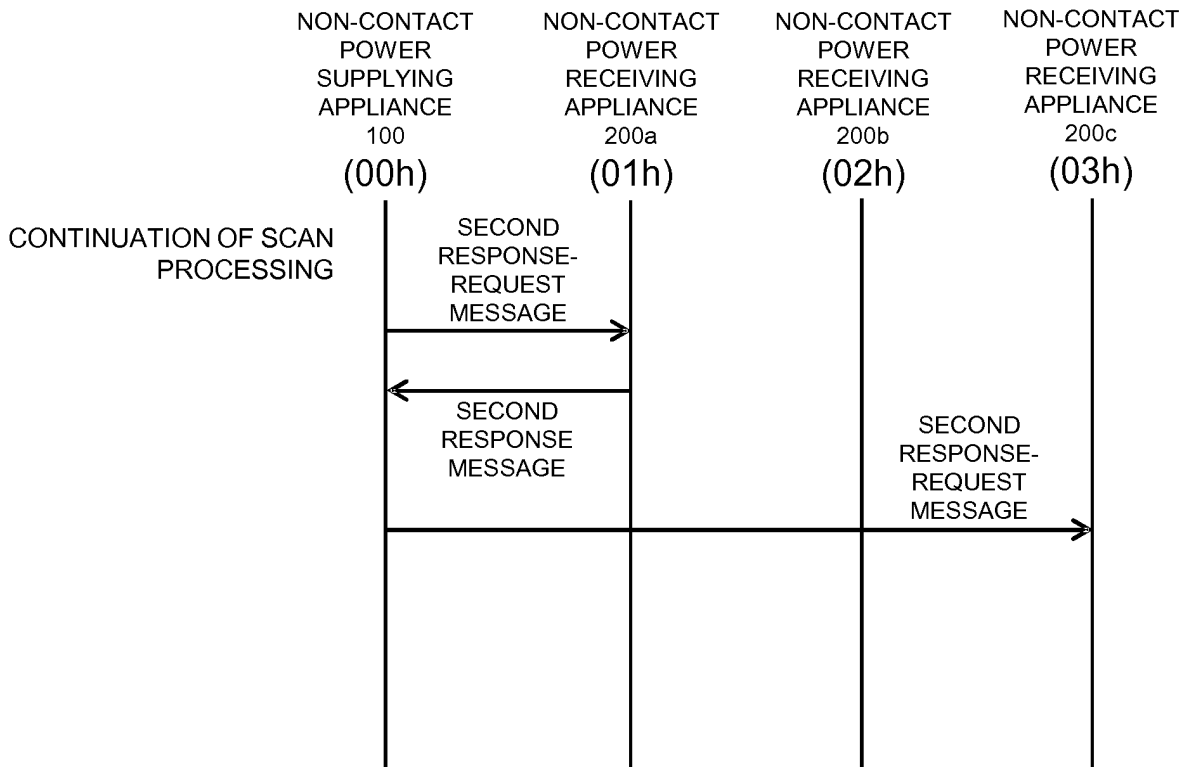 NON-CONTACT
POWER
SUPPLYING
APPLIANCE
100
(00h)
NON-CONTACT
POWER
RECEIVING
APPLIANCE
200a
(01h)
NON-CONTACT
POWER
RECEIVING
APPLIANCE
200b
(02h)
NON-CONTACT
POWER
RECEIVING
APPLIANCE
200c
(03h)
CONTINUATION OF SCAN
PROCESSING
SECOND
RESPONSE-
REQUEST
MESSAGE
SECOND
RESPONSE
MESSAGE
SECOND
RESPONSE-
REQUEST
MESSAGE